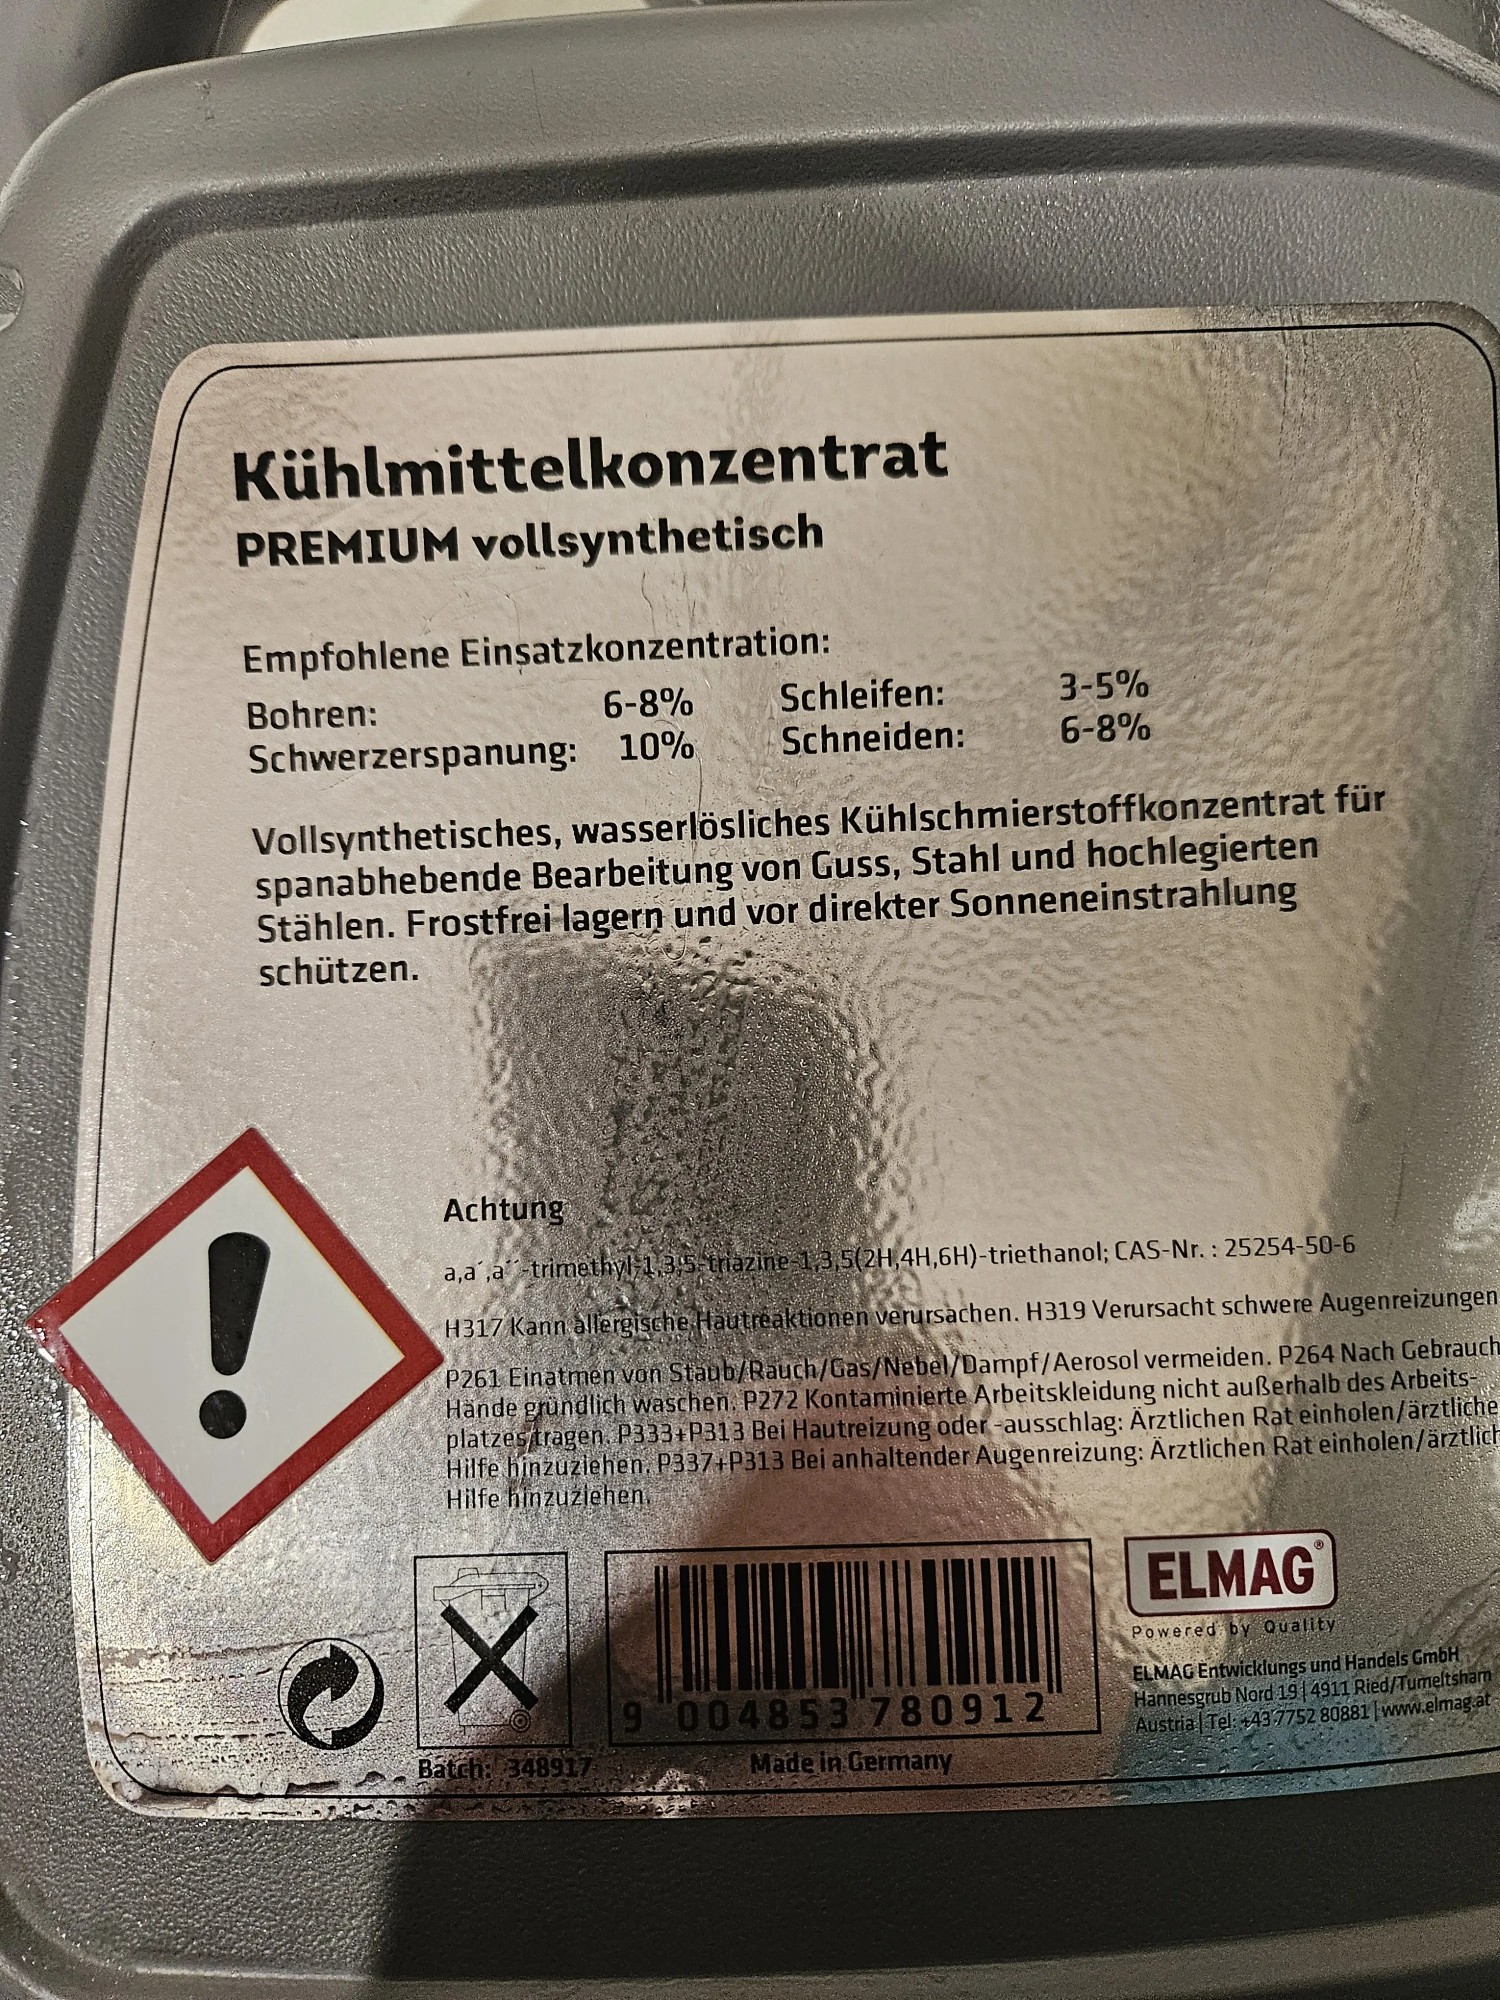 Kühlmittelkonzentrat
PREMIUM vollsynthetisch
Empfohlene Einsatzkonzentration:
Bohren: 6-8% Schleifen: 3-5%
Schwerzerspanung: 10% Schneiden: 6-8%
Vollsynthetisches, wasserlösliches Kühlschmierstoffkonzentrat für
spanabhebende Bearbeitung von Guss, Stahl und hochlegierten
Stählen. Frostfrei lagern und vor direkter Sonneneinstrahlung
schützen.
Achtung
a,a´,a´´-trimethyl-1,3,5-triazine-1,3,5(2H,4H,6H)-triethanol; CAS-Nr. : 25254-50-6
H317 Kann allergische Hautreaktionen verursachen. H319 Verursacht schwere Augenreizungen
P261 Einatmen von Staub/Rauch/Gas/Nebel/Dampf/Aerosol vermeiden. P264 Nach Gebrauch
Hände gründlich waschen. P272 Kontaminierte Arbeitskleidung nicht außerhalb des Arbeits-
platzes tragen. P333+P313 Bei Hautreizung oder -ausschlag: Ärztlichen Rat einholen/ärztliche
Hilfe hinzuziehen. P337+P313 Bei anhaltender Augenreizung: Ärztlichen Rat einholen/ärztlich
Hilfe hinzuziehen.
ELMAG®
Powered by Quality
ELMAG Entwicklungs und Handels GmbH
Hannesgrub Nord 19 | 4911 Ried/Tumeltsham
Austria | Tel: +43 7752 80881 | www.elmag.at
9 004853 780912
Batch: 348917
Made in Germany